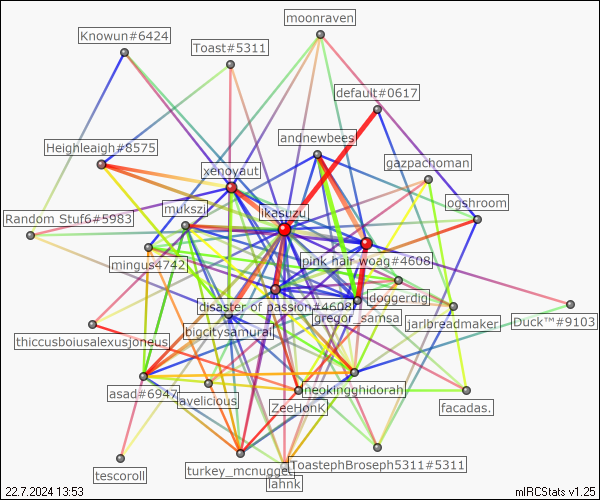 moonraven
Knowun#6424
Toast#5311
default#0617
andnewbees
Heighleaigh#8575
gazpachoman
xenoyaut
ogshroom
mukszi
likasuzu
Random Stuf6#5983
pink hair woag#4608
mingus4742
doggerdig
disaster of passion#4608
gregor_samsa
jarlbreadmaker
Duck™#9103
bigcitysamurai
thiccusboiusalexusjoneus
neokingghidorah
asad#6947
avelicious
ZeeHonK
facadas.
ToastephBroseph5311#5311
turkey_mcnugget
tescoroll
lahnk
22.7.2024 13:53
mIRCStats v1.25